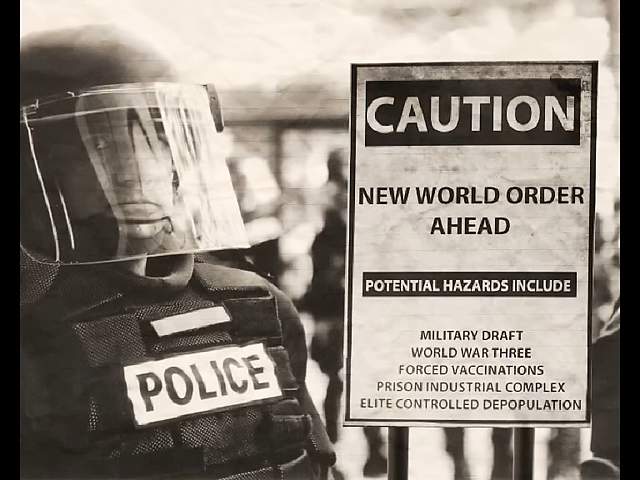 CAUTION
NEW WORLD ORDER
AHEAD
POTENTIAL HAZARDS INCLUDE
MILITARY DRAFT
WORLD WAR THREE
FORCED VACCINATIONS
PRISON INDUSTRIAL COMPLEX
ELITE CONTROLLED DEPOPULATION
POLICE